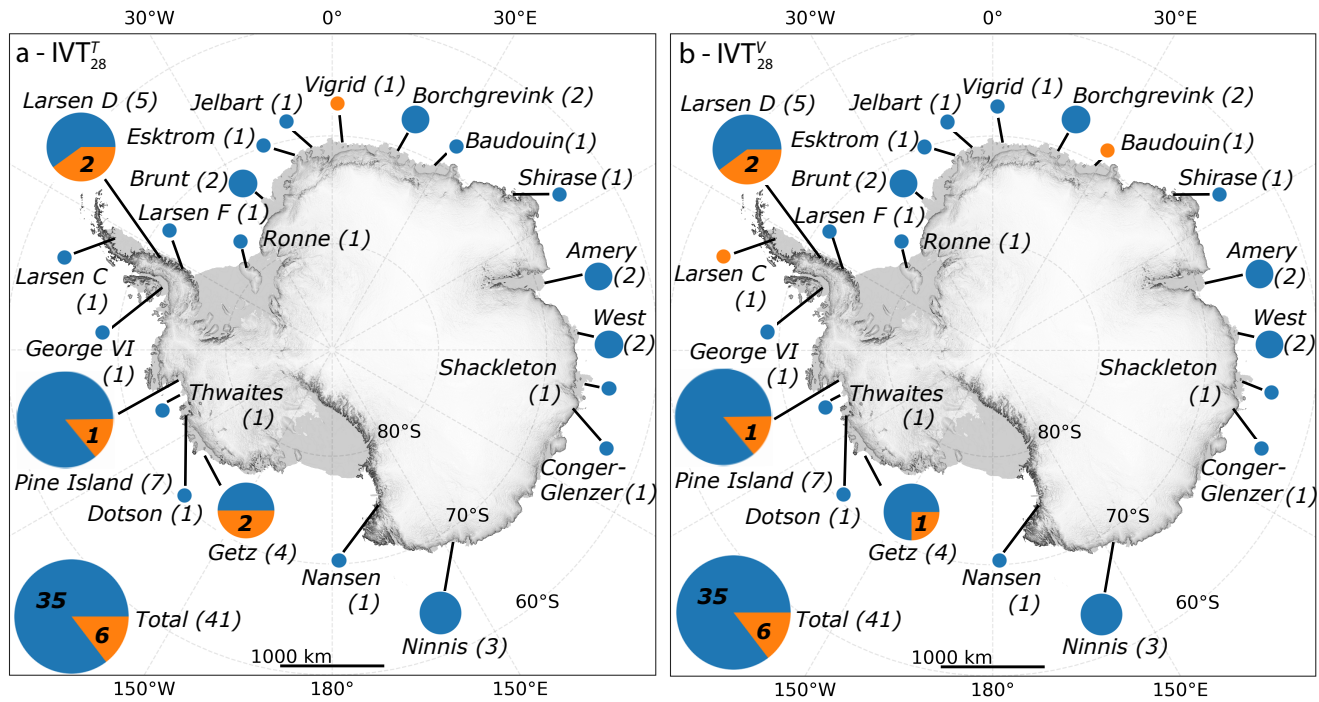 30°W 0° 30°E
a - IVT^T_28
Larsen D (5)
Jelbart (1)
Vigrid (1)
Borchgrevink (2)
Esktrom (1)
Baudouin(1)
2
Brunt (2)
Shirase (1)
Larsen F (1)
Ronne (1)
Amery
(2)
Larsen C
(1)
West
(2)
George VI
(1)
Shackleton
(1)
Thwaites
(1)
1
80°S
Pine Island (7)
Conger-
Glenzer(1)
Dotson (1)
2
70°S
Getz (4)
Nansen
(1)
35
6
Total (41)
60°S
Ninnis (3)
1000 km
150°W 180° 150°E
30°W 0° 30°E
b - IVT^V_28
Larsen D (5)
Jelbart (1)
Vigrid (1)
Borchgrevink (2)
Esktrom (1)
Baudouin (1)
2
Brunt (2)
Shirase (1)
Larsen F (1)
Ronne (1)
Amery
(2)
Larsen C
(1)
West
(2)
George VI
(1)
Shackleton
(1)
Thwaites
(1)
1
80°S
Pine Island (7)
Conger-
Glenzer(1)
Dotson (1)
1
70°S
Getz (4)
Nansen
(1)
35
6
Total (41)
60°S
Ninnis (3)
1000 km
150°W 180° 150°E